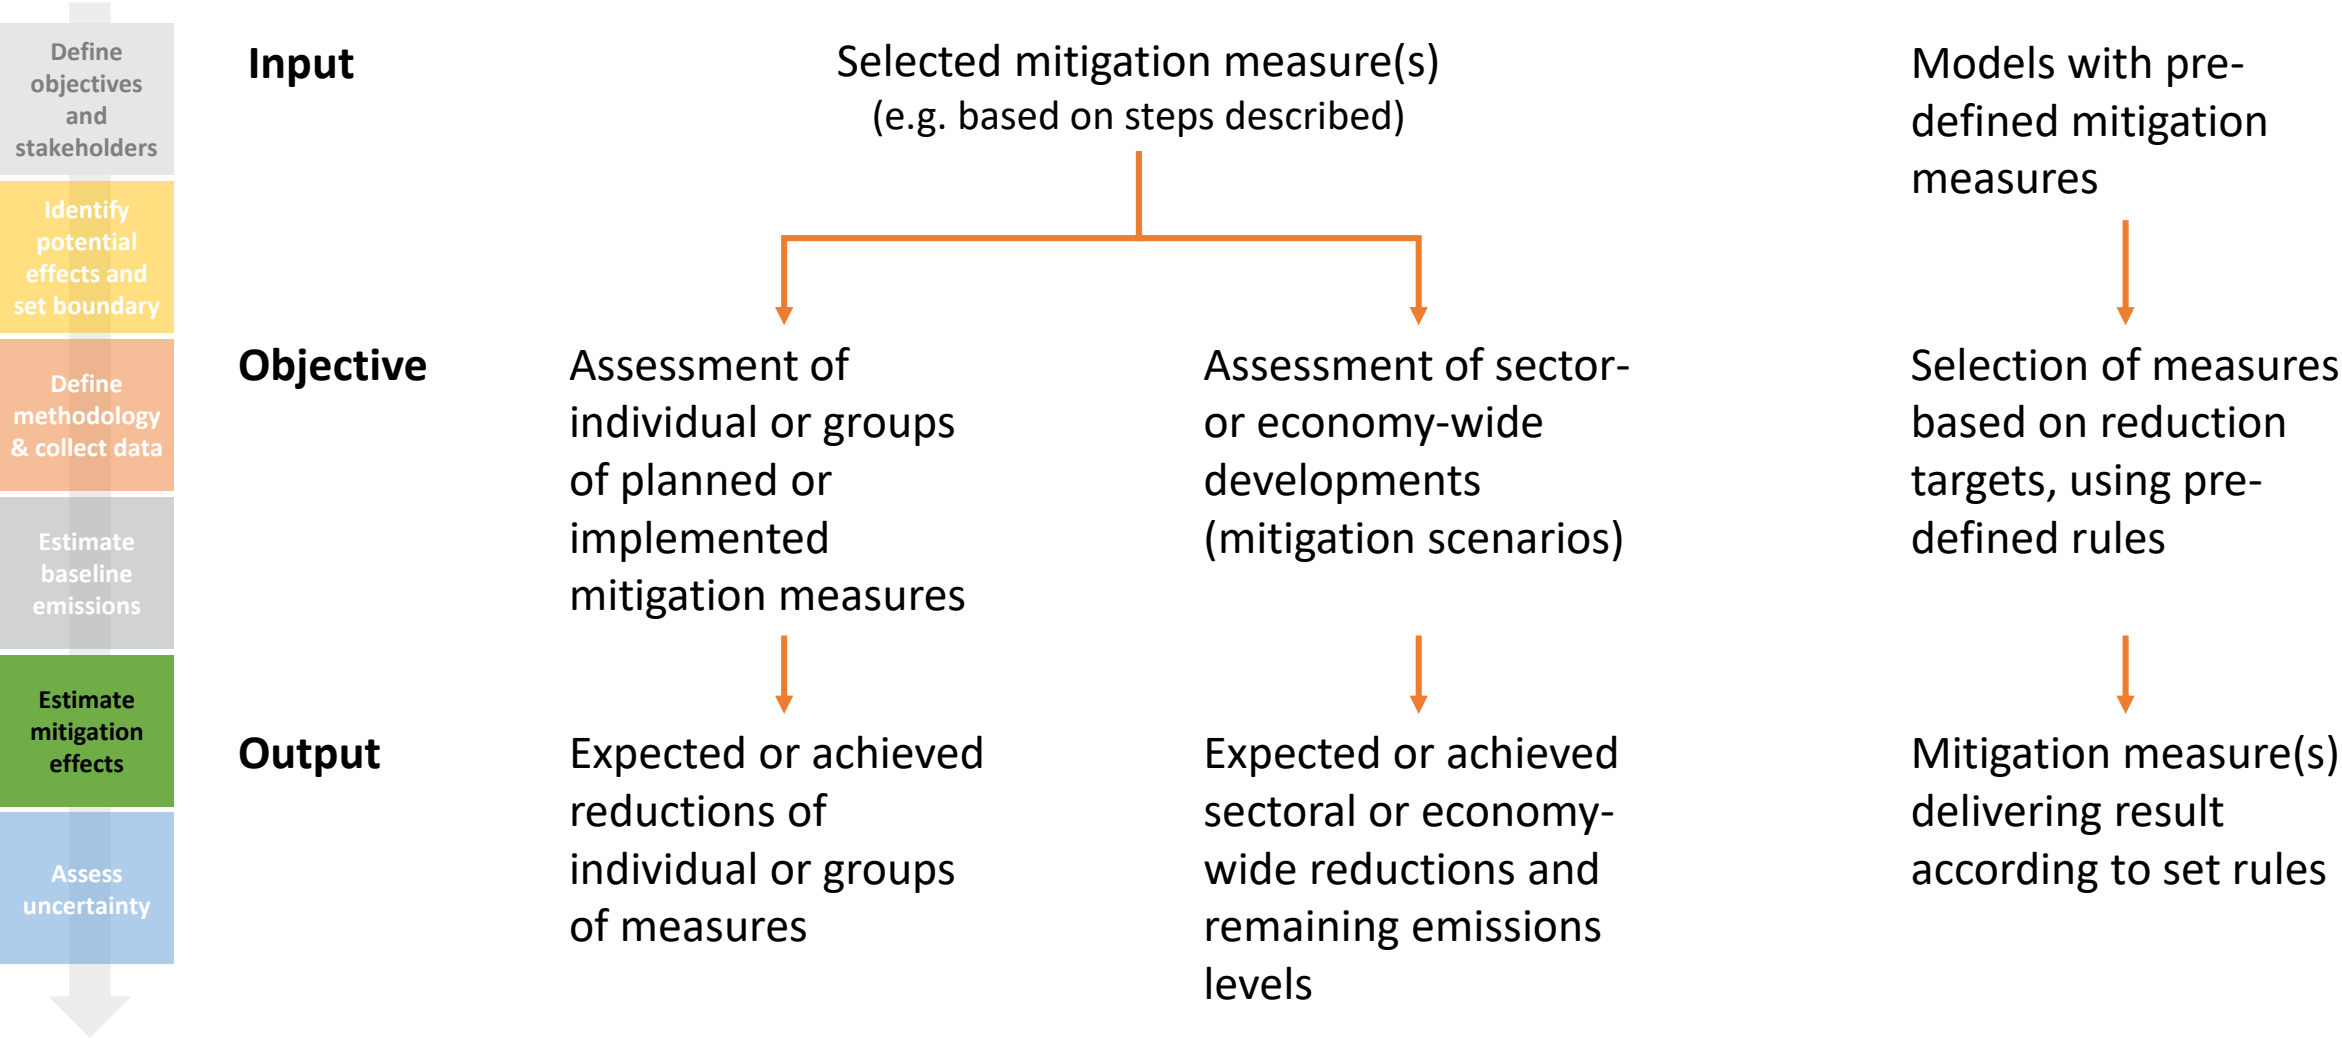 Define
objectives
and
stakeholders
Identify
potential
effects and
set boundary
Define
methodology
& collect data
Estimate
baseline
emissions
Estimate
mitigation
effects
Assess
uncertainty
Input
Selected mitigation measure(s)
(e.g. based on steps described)
Models with pre-
defined mitigation
measures
Objective
Assessment of
individual or groups
of planned or
implemented
mitigation measures
Assessment of sector-
or economy-wide
developments
(mitigation scenarios)
Selection of measures
based on reduction
targets, using pre-
defined rules
Output
Expected or achieved
reductions of
individual or groups
of measures
Expected or achieved
sectoral or economy-
wide reductions and
remaining emissions
levels
Mitigation measure(s)
delivering result
according to set rules